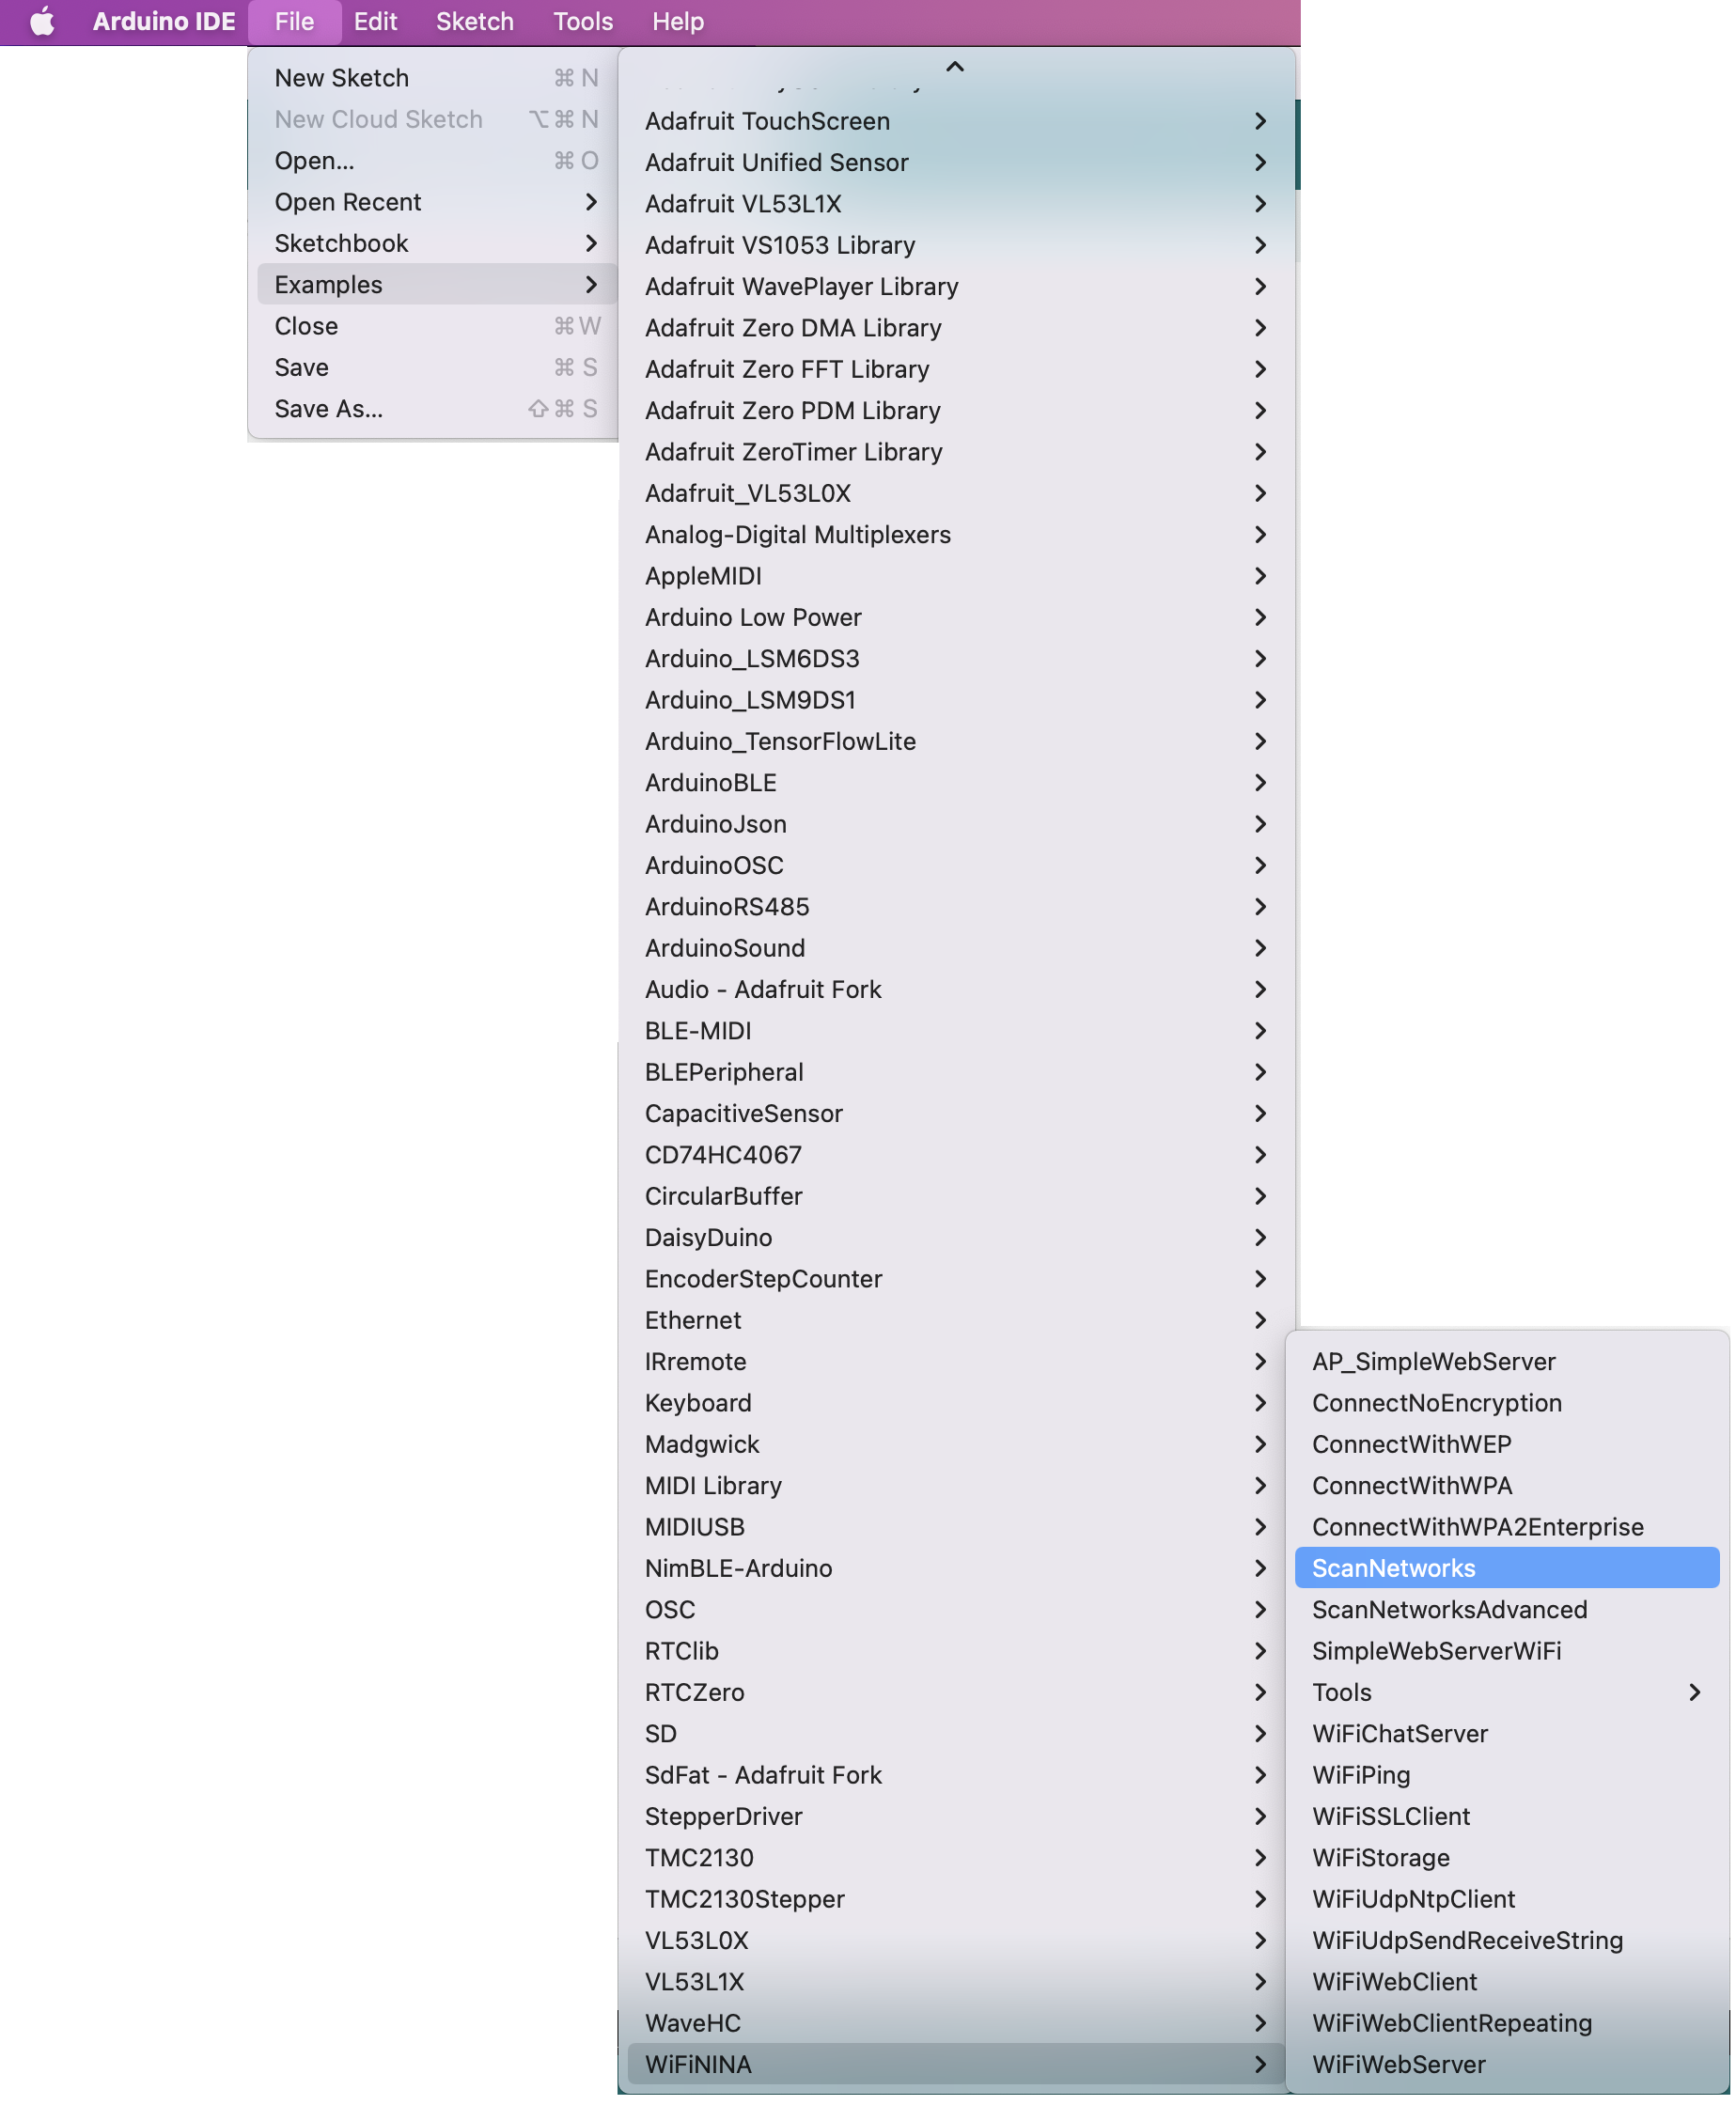 Arduino IDE File Edit Sketch Tools Help
New Sketch ⌘ N
New Cloud Sketch ⌥ ⌘ N
Open... ⌘ O
Open Recent
Sketchbook
Examples
Close ⌘ W
Save ⌘ S
Save As... ⇧ ⌘ S
Adafruit TouchScreen
Adafruit Unified Sensor
Adafruit VL53L1X
Adafruit VS1053 Library
Adafruit WavePlayer Library
Adafruit Zero DMA Library
Adafruit Zero FFT Library
Adafruit Zero PDM Library
Adafruit ZeroTimer Library
Adafruit_VL53L0X
Analog-Digital Multiplexers
AppleMIDI
Arduino Low Power
Arduino_LSM6DS3
Arduino_LSM9DS1
Arduino_TensorFlowLite
ArduinoBLE
ArduinoJson
ArduinoOSC
ArduinoRS485
ArduinoSound
Audio - Adafruit Fork
BLE-MIDI
BLEPeripheral
CapacitiveSensor
CD74HC4067
CircularBuffer
DaisyDuino
EncoderStepCounter
Ethernet
IRremote
Keyboard
Madgwick
MIDI Library
MIDIUSB
NimBLE-Arduino
OSC
RTClib
RTCZero
SD
SdFat - Adafruit Fork
StepperDriver
TMC2130
TMC2130Stepper
VL53L0X
VL53L1X
WaveHC
WiFiNINA
AP_SimpleWebServer
ConnectNoEncryption
ConnectWithWEP
ConnectWithWPA
ConnectWithWPA2Enterprise
ScanNetworks
ScanNetworksAdvanced
SimpleWebServerWiFi
Tools
WiFiChatServer
WiFiPing
WiFiSSLClient
WiFiStorage
WiFiUdpNtpClient
WiFiUdpSendReceiveString
WiFiWebClient
WiFiWebClientRepeating
WiFiWebServer